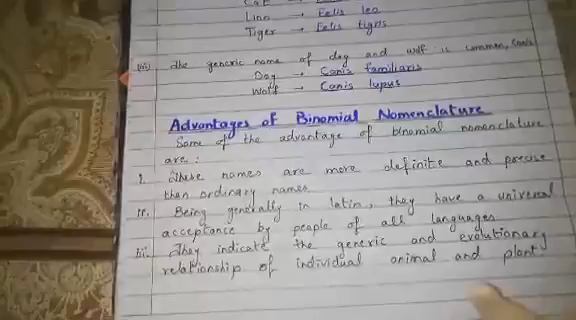 Cat → 
Lion → Felis leo
Tiger → Felis tigris
(iii) The generic name of dog and wolf is common, Canis
Dog → Canis familiaris
Wolf → Canis lupus
Advantages of Binomial Nomenclature
Some of the advantage of binomial nomenclature
are :
i. These names are more definite and precise
than ordinary names.
ii. Being generally in latin, they have a universal
acceptance by people of all languages
iii. They indicate the generic and evolutionary
relationship of individual animal and plant.